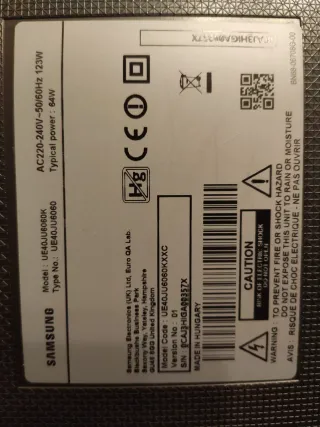 SAMSUNG
Model : UE40JU6060K
Type No. : UE40JU6060
AC220-240V~50/60Hz 123W
Typical power : 64W
Samsung Electronics (UK) Ltd, Euro QA Lab.
Blackbushe Business Park
Saxony Way, Yateley, Hampshire
GU46 6GG United Kingdom
Model Code : UE40JU6060KXXC
Version No : 01
S/N :
MADE IN HUNGARY
Hg
CE
WARNING : TO PREVENT FIRE OR SHOCK HAZARD
DO NOT EXPOSE THIS UNIT TO RAIN OR MOISTURE
AVIS : RISQUE DE CHOC ELECTRIQUE - NE PAS OUVRIR
CAUTION
RISK OF ELECTRIC SHOCK